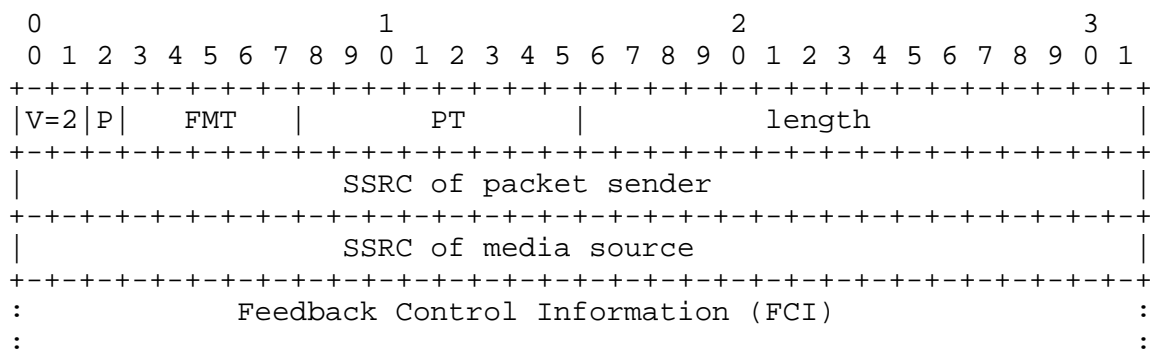 0                   1                   2                   3
 0 1 2 3 4 5 6 7 8 9 0 1 2 3 4 5 6 7 8 9 0 1 2 3 4 5 6 7 8 9 0 1
+-+-+-+-+-+-+-+-+-+-+-+-+-+-+-+-+-+-+-+-+-+-+-+-+-+-+-+-+-+-+-+-+
|V=2|P|   FMT   |       PT      |          length               |
+-+-+-+-+-+-+-+-+-+-+-+-+-+-+-+-+-+-+-+-+-+-+-+-+-+-+-+-+-+-+-+-+
|                  SSRC of packet sender                        |
+-+-+-+-+-+-+-+-+-+-+-+-+-+-+-+-+-+-+-+-+-+-+-+-+-+-+-+-+-+-+-+-+
|                  SSRC of media source                         |
+-+-+-+-+-+-+-+-+-+-+-+-+-+-+-+-+-+-+-+-+-+-+-+-+-+-+-+-+-+-+-+-+
:            Feedback Control Information (FCI)                 :
:                                                               :